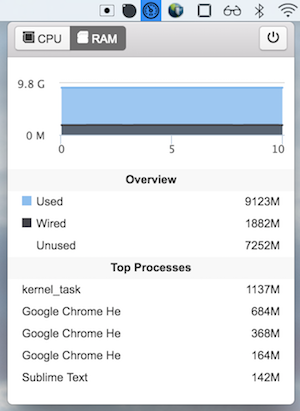 CPU RAM
9.8 G
0 M
0 5 10
Overview
Used 9123M
Wired 1882M
Unused 7252M
Top Processes
kernel_task 1137M
Google Chrome He 684M
Google Chrome He 368M
Google Chrome He 164M
Sublime Text 142M